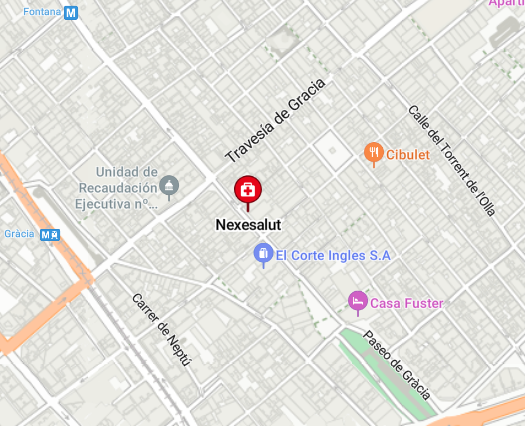 Fontana M
Aparti
Travesía de Gracia
Calle del Torrent de l'Olla
Cibulet
Unidad de
Recaudación
Ejecutiva nº...
Nexesalut
Gràcia M
El Corte Ingles S.A
Casa Fuster
Carrer de Neptú
Paseo de Gràcia